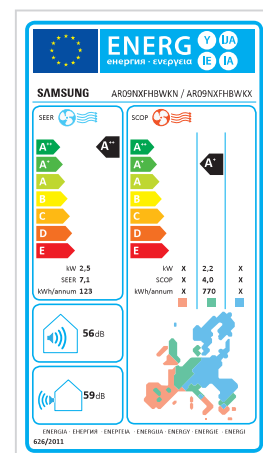 ENERG Y IJA
енергия · ενεργεια IE IA
SAMSUNG AR09NXFHBWKN / AR09NXFHBWKX
SEER SCOP
A++ A++ A++
A+ A+ A+
A A
B B
C C
D D
E E
kW 2,5 kW X 2,2 X
SEER 7,1 SCOP X 4,0 X
kWh/annum 123 kWh/annum X 770 X
56dB
59dB
ENERGIA · ЕНЕРГИЯ · ΕΝΕΡΓΕΙΑ · ENERGIJA · ENERGY · ENERGIE · ENERGI
626/2011